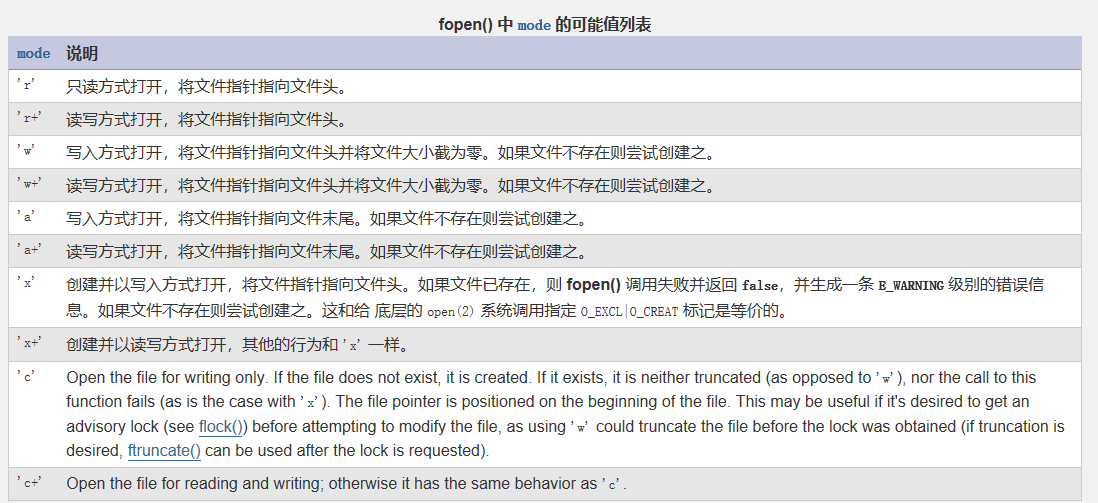 fopen() 中 mode 的可能值列表
mode 说明
'r' 只读方式打开，将文件指针指向文件头。
'r+' 读写方式打开，将文件指针指向文件头。
'w' 写入方式打开，将文件指针指向文件头并将文件大小截为零。如果文件不存在则尝试创建之。
'w+' 读写方式打开，将文件指针指向文件头并将文件大小截为零。如果文件不存在则尝试创建之。
'a' 写入方式打开，将文件指针指向文件末尾。如果文件不存在则尝试创建之。
'a+' 读写方式打开，将文件指针指向文件末尾。如果文件不存在则尝试创建之。
'x' 创建并以写入方式打开，将文件指针指向文件头。如果文件已存在，则 fopen() 调用失败并返回 false，并生成一条 E_WARNING 级别的错误信
息。如果文件不存在则尝试创建之。这和给 底层的 open(2) 系统调用指定 O_EXCL|O_CREAT 标记是等价的。
'x+' 创建并以读写方式打开，其他的行为和 'x' 一样。
'c' Open the file for writing only. If the file does not exist, it is created. If it exists, it is neither truncated (as opposed to 'w'), nor the call to this
function fails (as is the case with 'x'). The file pointer is positioned on the beginning of the file. This may be useful if it's desired to get an
advisory lock (see flock()) before attempting to modify the file, as using 'w' could truncate the file before the lock was obtained (if truncation is
desired, ftruncate() can be used after the lock is requested).
'c+' Open the file for reading and writing; otherwise it has the same behavior as 'c'.